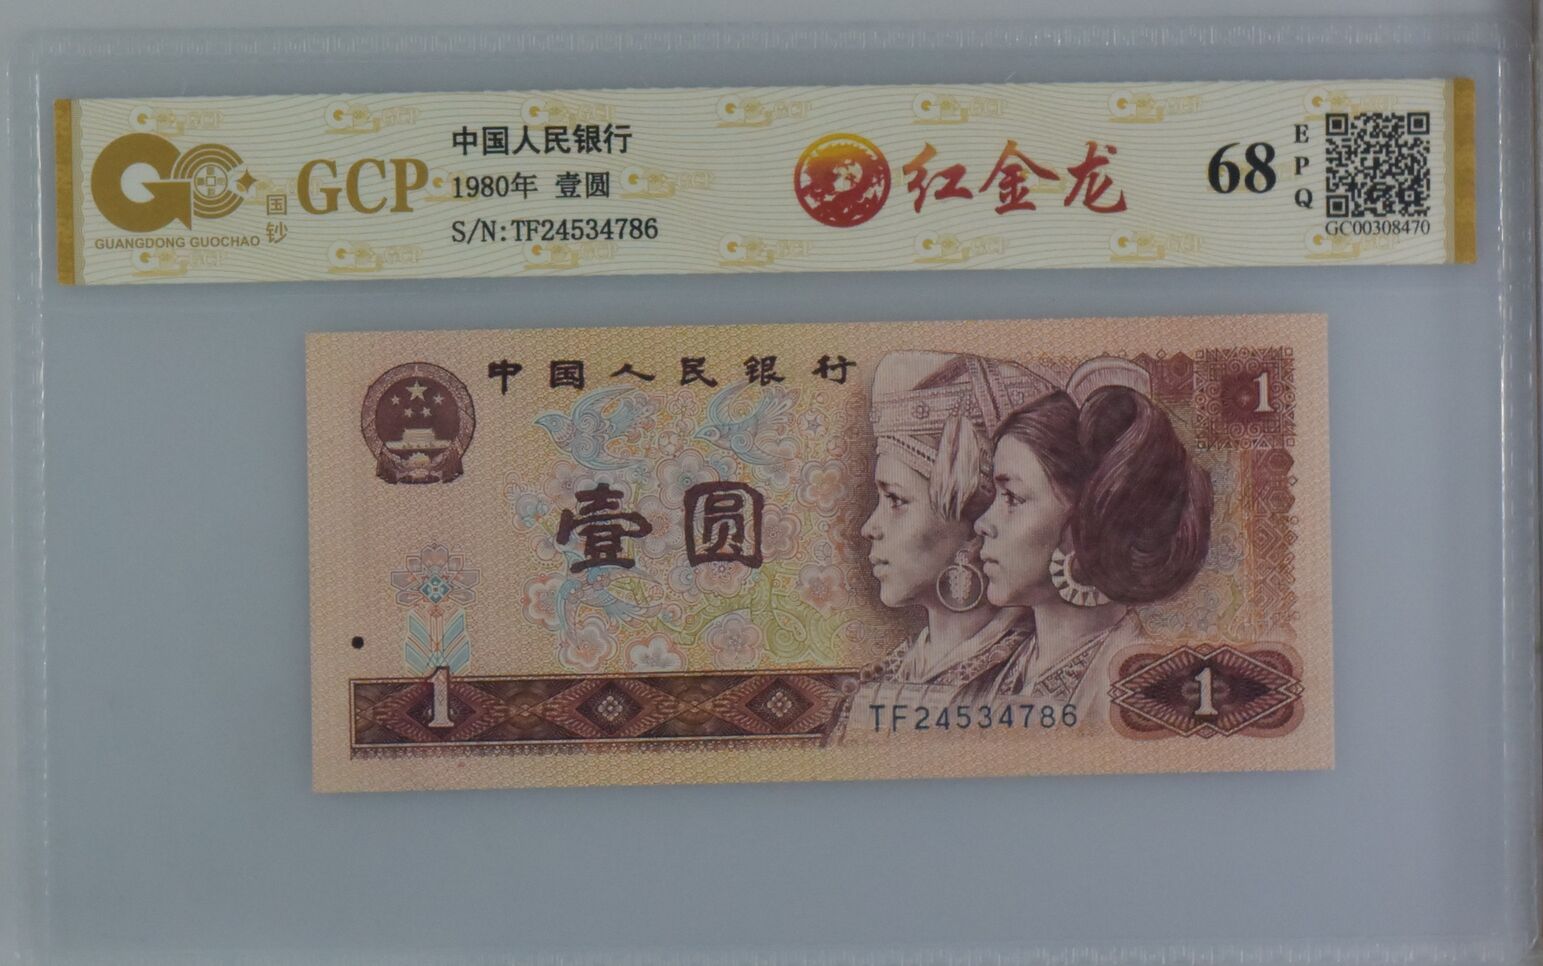 GUANGDONG GUOCHAO
国钞
GCP
中国人民银行
1980年 壹圆
S/N:TF24534786
红金龙
68
EPQ
GC00308470
中国人民银行
1
壹圆
1
TF24534786
1